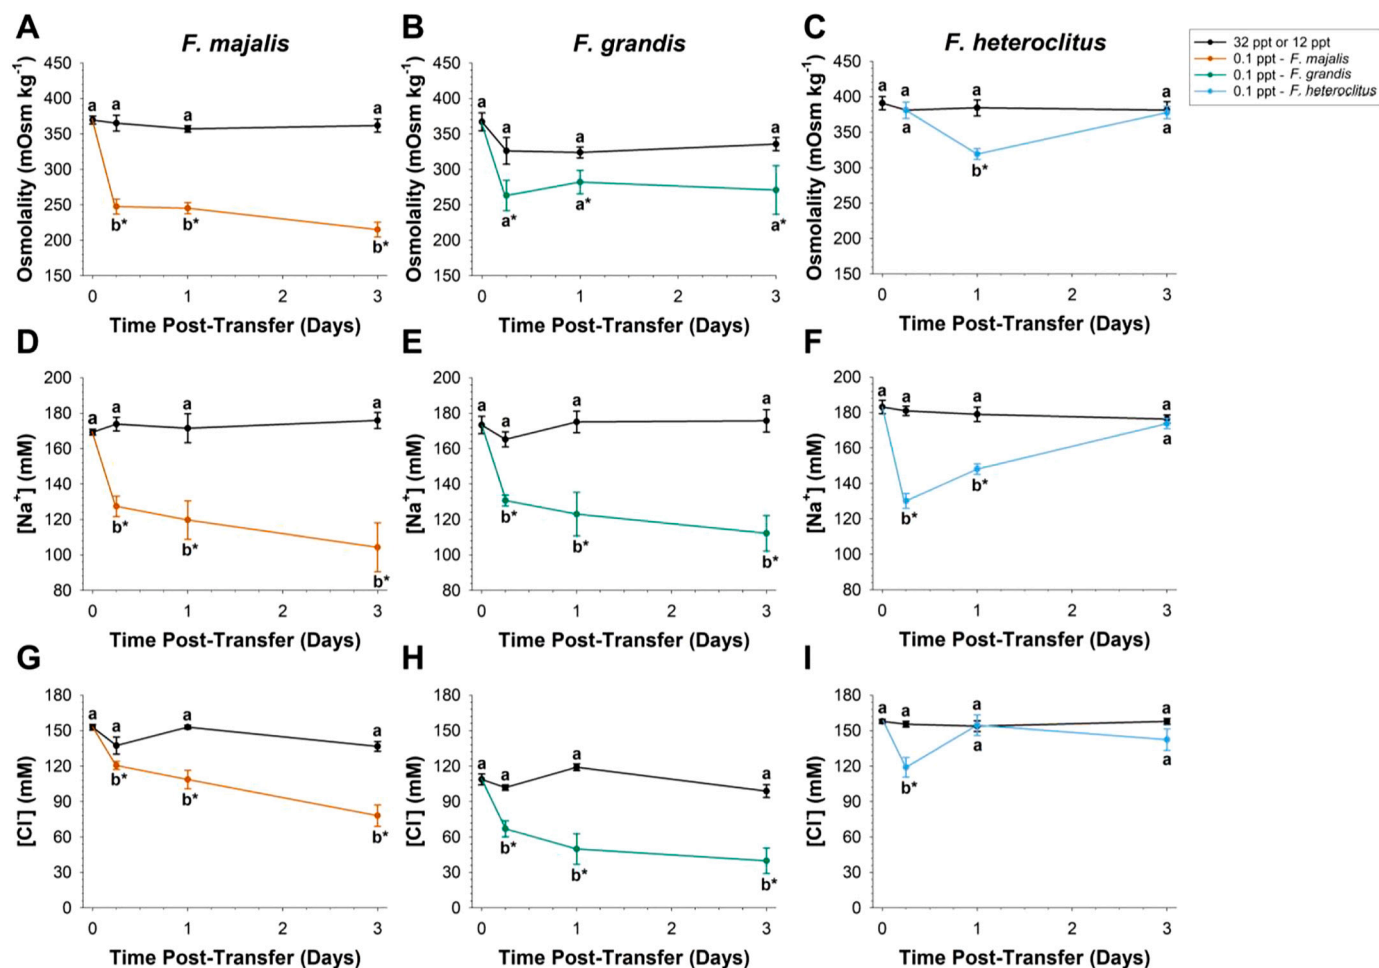 A
F. majalis
B
F. grandis
C
F. heteroclitus
32 ppt or 12 ppt
0.1 ppt - F. majalis
0.1 ppt - F. grandis
0.1 ppt - F. heteroclitus
Osmolality (mOsm kg⁻¹)
450
400
350
300
250
200
150
a
a
a
a
b*
b*
b*
0
1
2
3
Time Post-Transfer (Days)
Osmolality (mOsm kg⁻¹)
450
400
350
300
250
200
150
a
a
a
a
a*
a*
a*
0
1
2
3
Time Post-Transfer (Days)
Osmolality (mOsm kg⁻¹)
450
400
350
300
250
200
150
a
a
a
a
a
b*
a
0
1
2
3
Time Post-Transfer (Days)
D
[Na⁺] (mM)
200
180
160
140
120
100
80
a
a
a
a
b*
b*
b*
0
1
2
3
Time Post-Transfer (Days)
E
[Na⁺] (mM)
200
180
160
140
120
100
80
a
a
a
a
b*
b*
b*
0
1
2
3
Time Post-Transfer (Days)
F
[Na⁺] (mM)
200
180
160
140
120
100
80
a
a
a
a
b*
b*
a
0
1
2
3
Time Post-Transfer (Days)
G
[Cl⁻] (mM)
180
150
120
90
60
30
0
a
a
a
a
b*
b*
b*
0
1
2
3
Time Post-Transfer (Days)
H
[Cl⁻] (mM)
180
150
120
90
60
30
0
a
a
a
a
b*
b*
b*
0
1
2
3
Time Post-Transfer (Days)
I
[Cl⁻] (mM)
180
150
120
90
60
30
0
a
a
a
a
b*
a
a
0
1
2
3
Time Post-Transfer (Days)